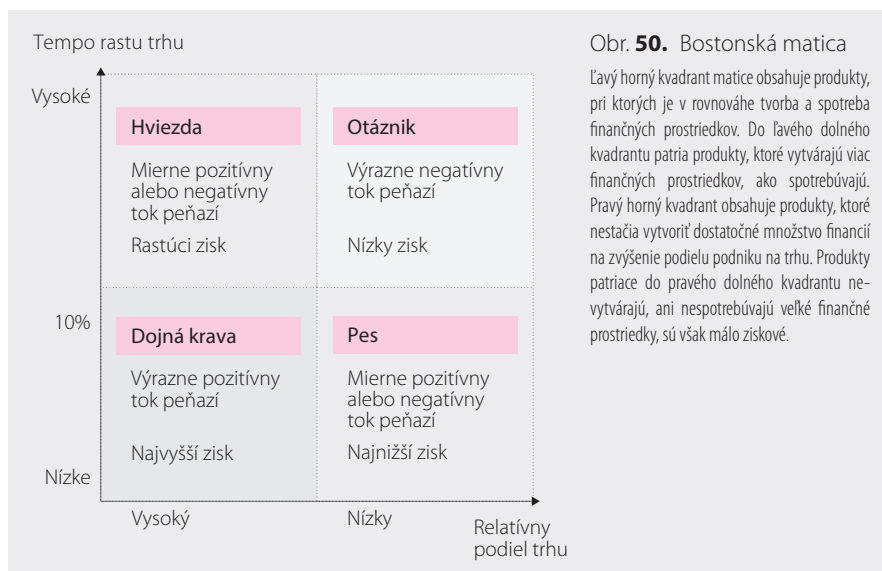 Tempo rastu trhu
Vysoké
Hviezda
Mierne pozitívny
alebo negatívny
tok peňazí
Rastúci zisk
Otáznik
Výrazne negatívny
tok peňazí
Nízky zisk
10%
Dojná krava
Výrazne pozitívny
tok peňazí
Najvyšší zisk
Pes
Mierne pozitívny
alebo negatívny
tok peňazí
Najnižší zisk
Nízke
Vysoký
Nízky
Relatívny
podiel trhu
Obr. 50. Bostonská matica
Ľavý horný kvadrant matice obsahuje produkty,
pri ktorých je v rovnováhe tvorba a spotreba
finančných prostriedkov. Do ľavého dolného
kvadrantu patria produkty, ktoré vytvárajú viac
finančných prostriedkov, ako spotrebúvajú.
Pravý horný kvadrant obsahuje produkty, ktoré
nestačia vytvoriť dostatočné množstvo financií
na zvýšenie podielu podniku na trhu. Produkty
patriace do pravého dolného kvadrantu ne-
vytvárajú, ani nespotrebúvajú veľké finančné
prostriedky, sú však málo ziskové.